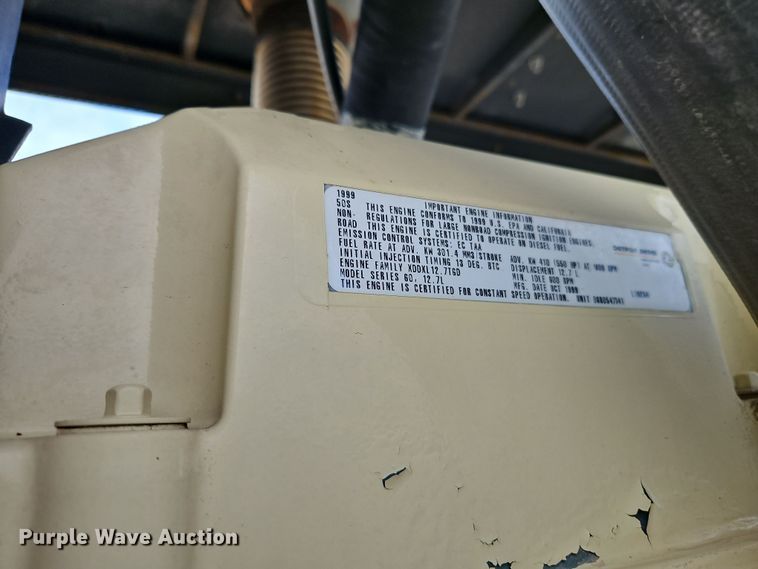 1999
50S IMPORTANT ENGINE INFORMATION
NON- THIS ENGINE CONFORMS TO 1999 U.S. EPA AND CALIFORNIA
ROAD REGULATIONS FOR LARGE NONROAD COMPRESSION IGNITION ENGINES.
THIS ENGINE IS CERTIFIED TO OPERATE ON DIESEL FUEL.
EMISSION CONTROL SYSTEMS: EC TAA
FUEL RATE AT ADV. KW 301.4 MM3/STROKE ADV. KW 410 (550 HP) AT RPM
INITIAL INJECTION TIMING 13 DEG. BTC DISPLACEMENT 12.7 L
ENGINE FAMILY XDDXL12.7TGD MIN. IDLE 600 RPM
MODEL SERIES 60, 12.7L MFG. DATE OCT 1999
THIS ENGINE IS CERTIFIED FOR CONSTANT SPEED OPERATION. UNIT
DETROIT DIESEL
Purple Wave Auction